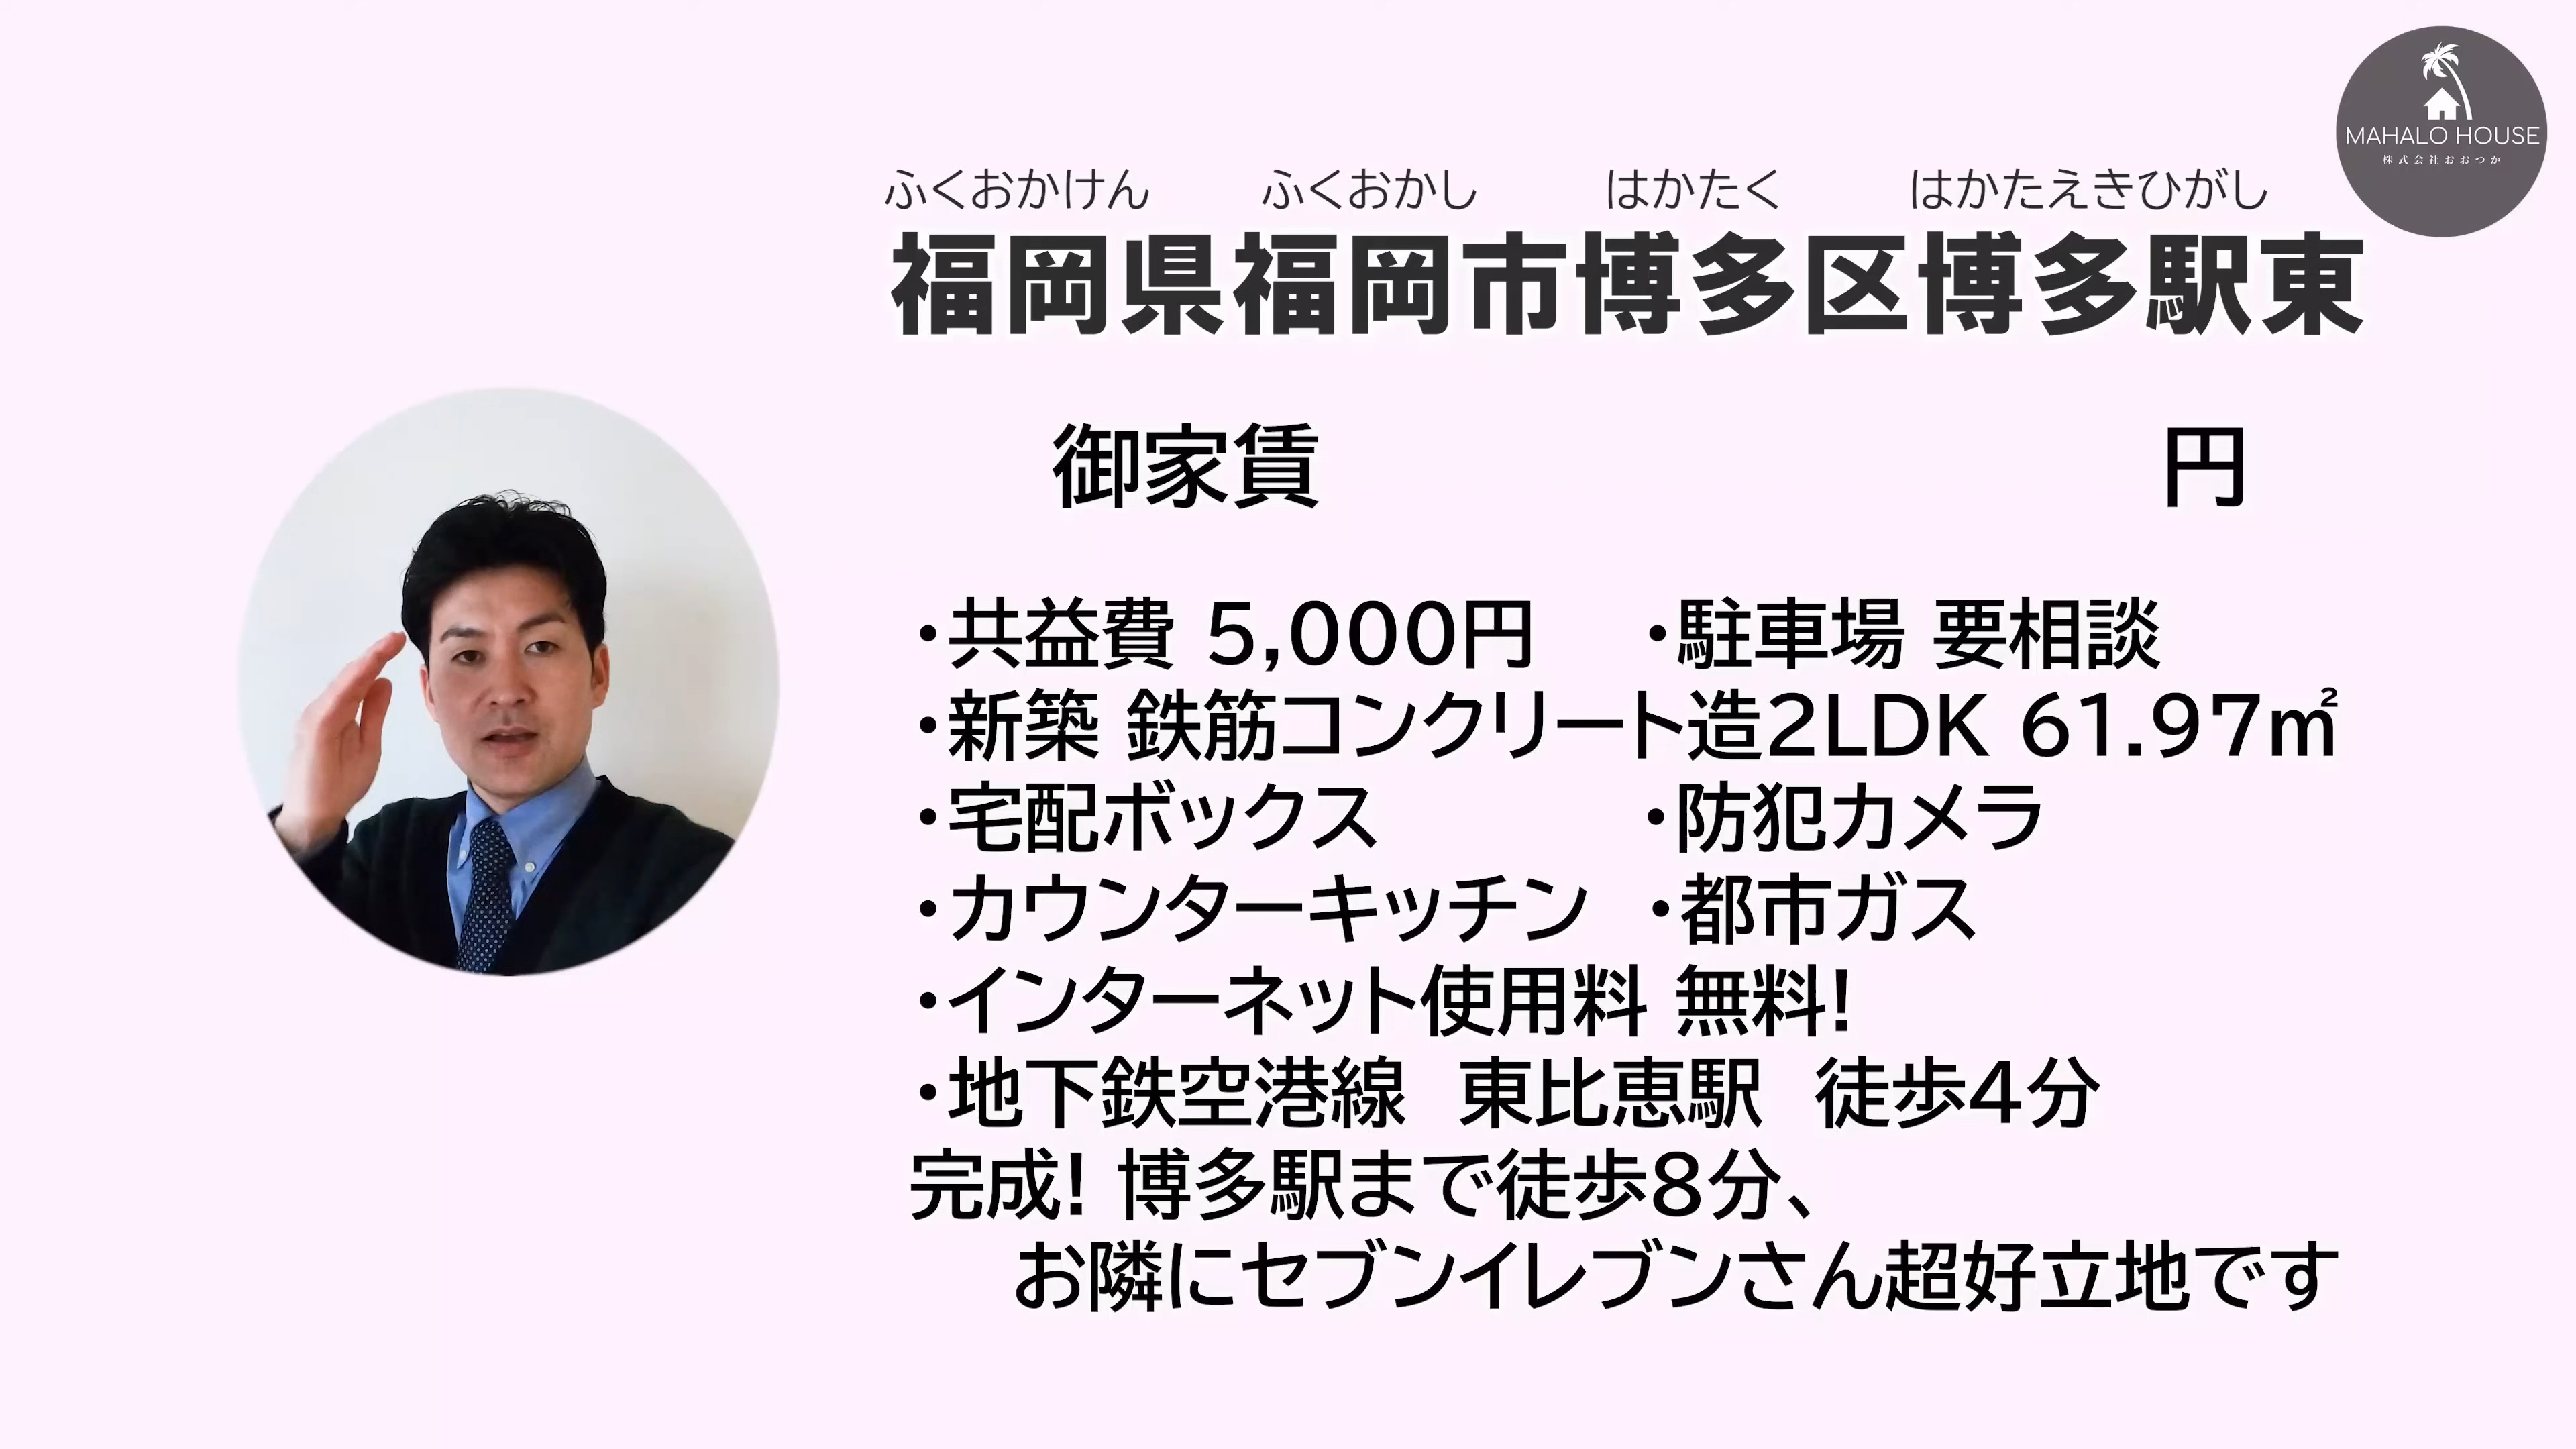 MAHALO HOUSE
株式会社おおつか
ふくおかけん ふくおかし はかたく はかたえきひがし
福岡県福岡市博多区博多駅東
御家賃 円
・共益費 5,000円 ・駐車場 要相談
・新築 鉄筋コンクリート造2LDK 61.97㎡
・宅配ボックス ・防犯カメラ
・カウンターキッチン ・都市ガス
・インターネット使用料 無料!
・地下鉄空港線 東比恵駅 徒歩4分
完成! 博多駅まで徒歩8分、
お隣にセブンイレブンさん超好立地です